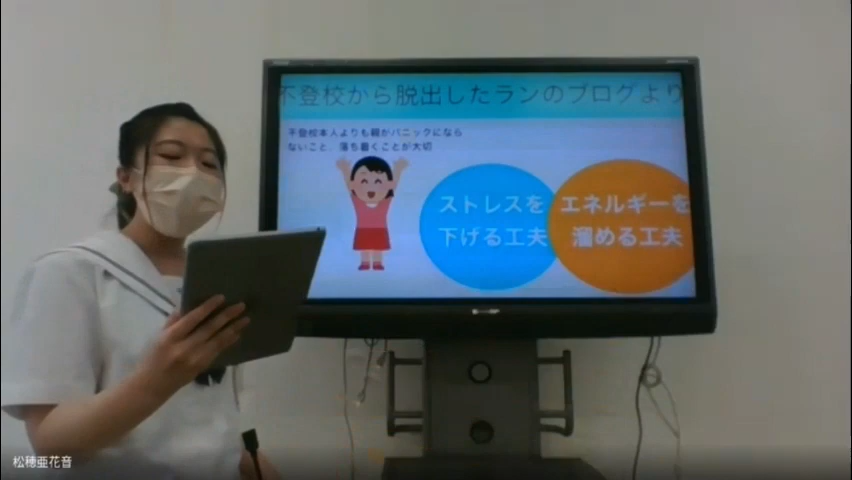 不登校から脱出したランのブログより
不登校本人よりも親がパニックになら
ないこと、落ち着くことが大切
ストレスを
下げる工夫
エネルギーを
溜める工夫
松穂亜花音